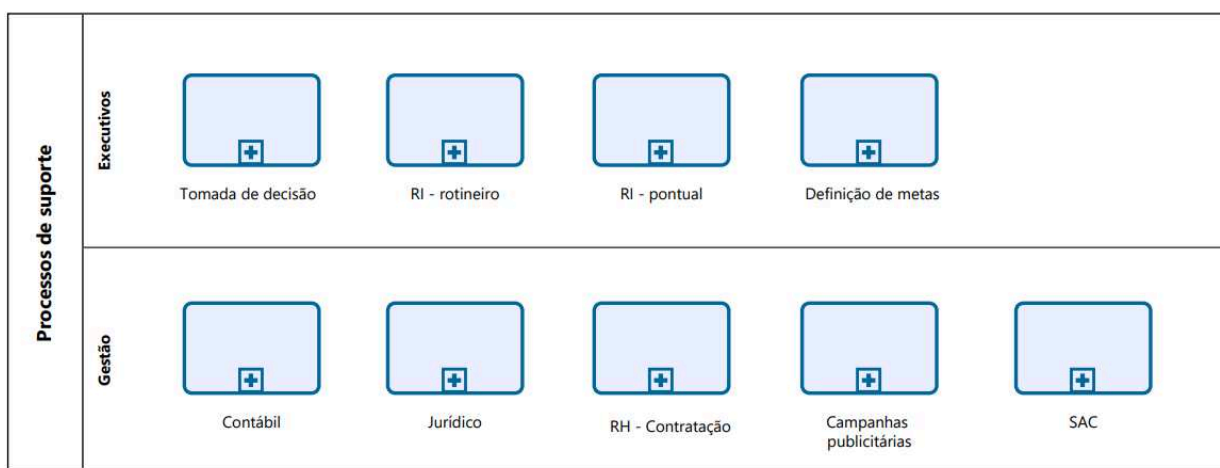 Processos de suporte
Executivos
Tomada de decisão
RI - rotineiro
RI - pontual
Definição de metas
Gestão
Contábil
Jurídico
RH - Contratação
Campanhas
publicitárias
SAC